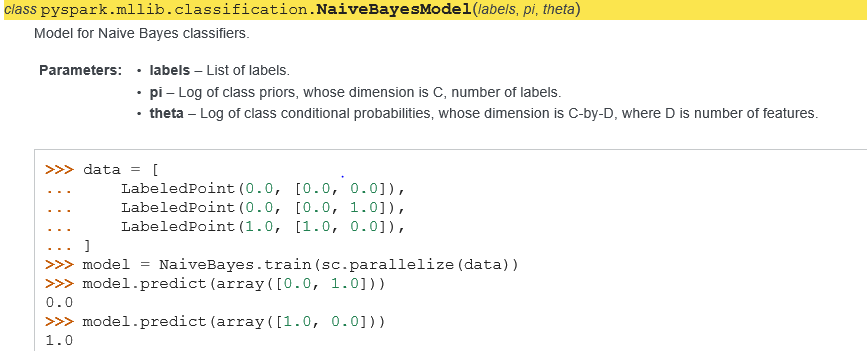 class pyspark.mllib.classification.NaiveBayesModel(labels, pi, theta)
Model for Naive Bayes classifiers.
Parameters: • labels – List of labels.
• pi – Log of class priors, whose dimension is C, number of labels.
• theta – Log of class conditional probabilities, whose dimension is C-by-D, where D is number of features.
>>> data = [
... LabeledPoint(0.0, [0.0, 0.0]),
... LabeledPoint(0.0, [0.0, 1.0]),
... LabeledPoint(1.0, [1.0, 0.0]),
... ]
>>> model = NaiveBayes.train(sc.parallelize(data))
>>> model.predict(array([0.0, 1.0]))
0.0
>>> model.predict(array([1.0, 0.0]))
1.0